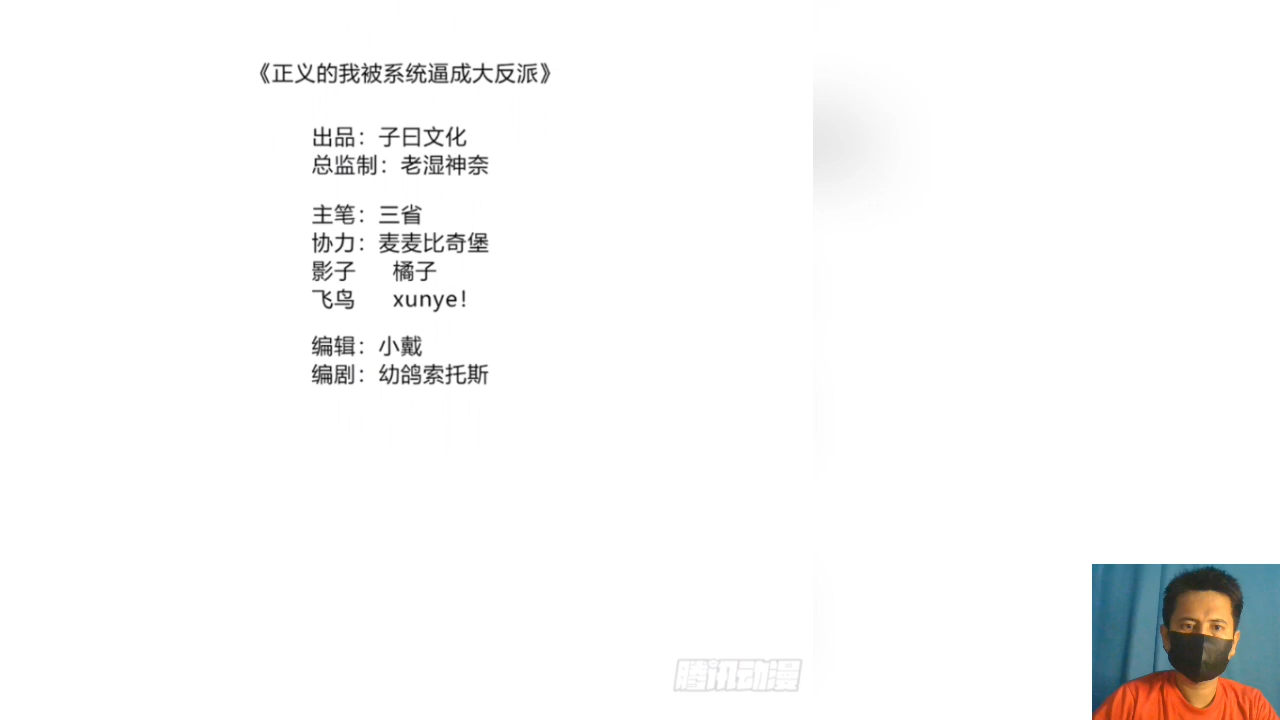 《正义的我被系统逼成大反派》
出品：子曰文化
总监制：老湿神奈
主笔：三省
协力：麦麦比奇堡
影子 橘子
飞鸟 xunye！
编辑：小戴
编剧：幼鸽索托斯
腾讯动漫